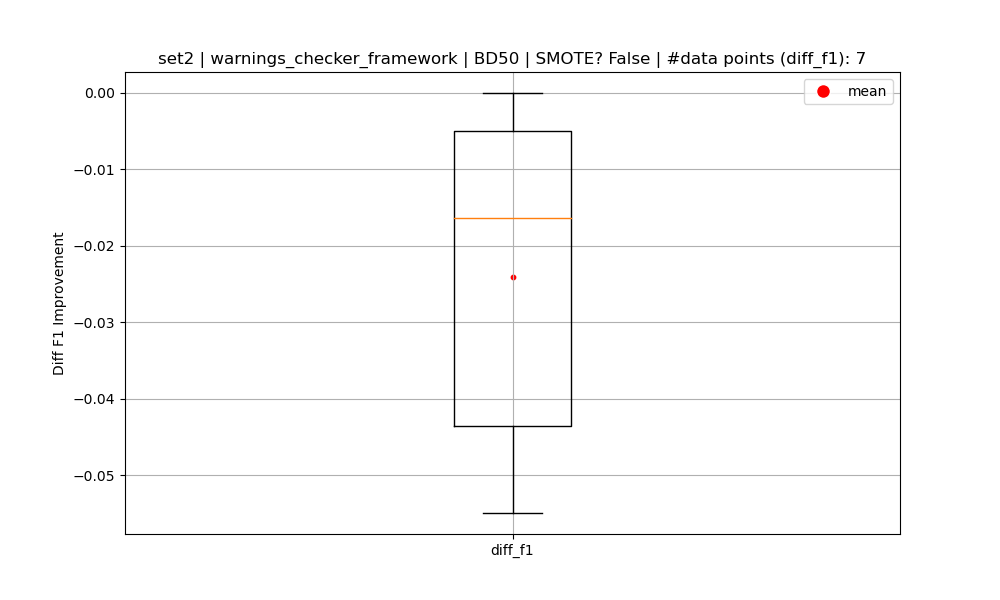 set2 | warnings_checker_framework | BD50 | SMOTE? False | #data points (diff_f1): 7
mean
0.00
−0.01
−0.02
−0.03
−0.04
−0.05
Diff F1 Improvement
diff_f1